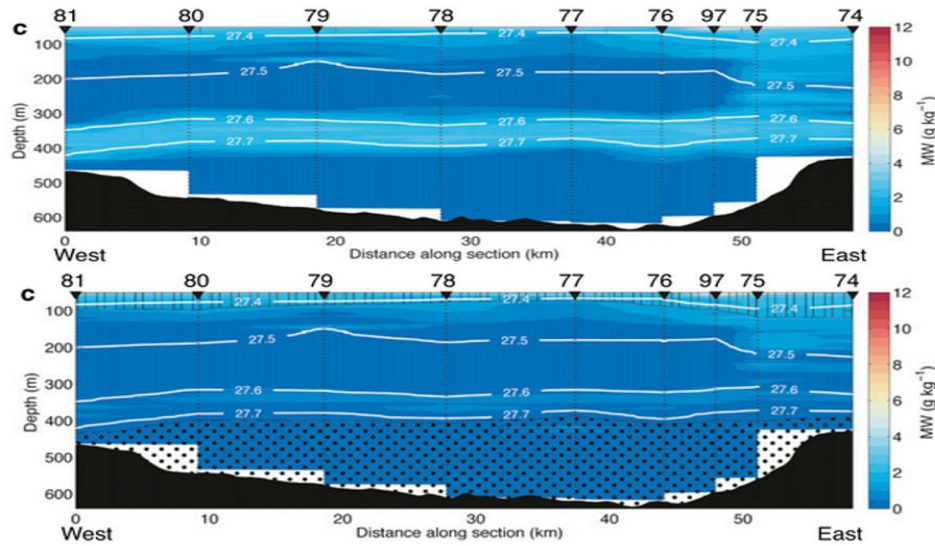 81 80 79 78 77 76 97 75 74
c
100
200
300
400
500
600
Depth (m)
27.4 27.4 27.4
27.5 27.5 27.5
27.6 27.6 27.6
27.7 27.7 27.7
12
10
8
6
4
2
0
MW (g kg⁻¹)
0 10 20 30 40 50
West Distance along section (km) East
81 80 79 78 77 76 97 75 74
c
100
200
300
400
500
600
Depth (m)
27.4 27.4 27.4
27.5 27.5 27.5
27.6 27.6 27.6
27.7 27.7 27.7
12
10
8
6
4
2
0
MW (g kg⁻¹)
0 10 20 30 40 50
West Distance along section (km) East